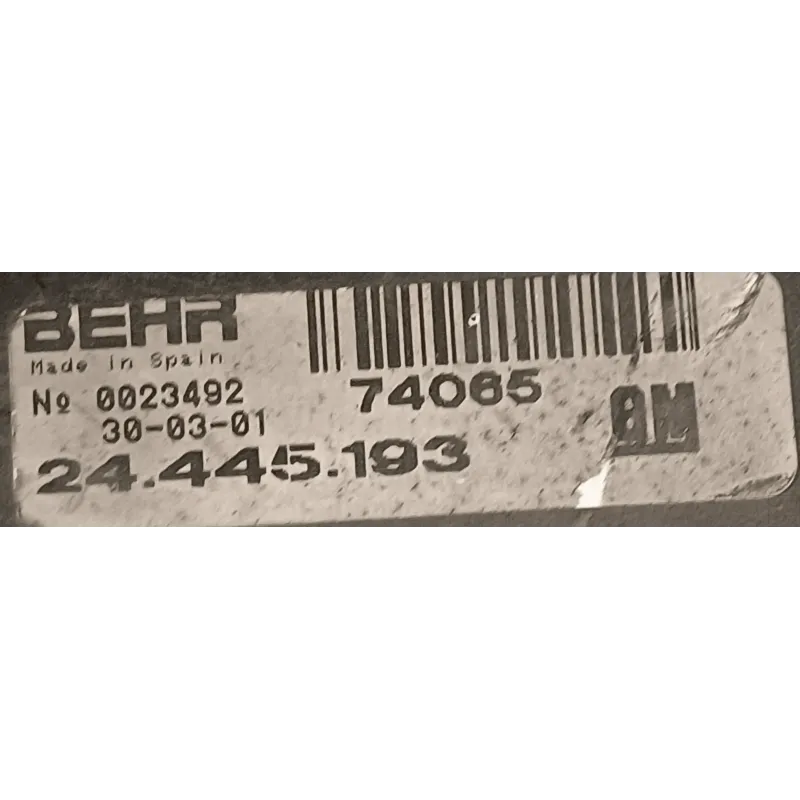 BEHR
Made in Spain
No 0023492
30-03-01
24.445.193
74065
GM